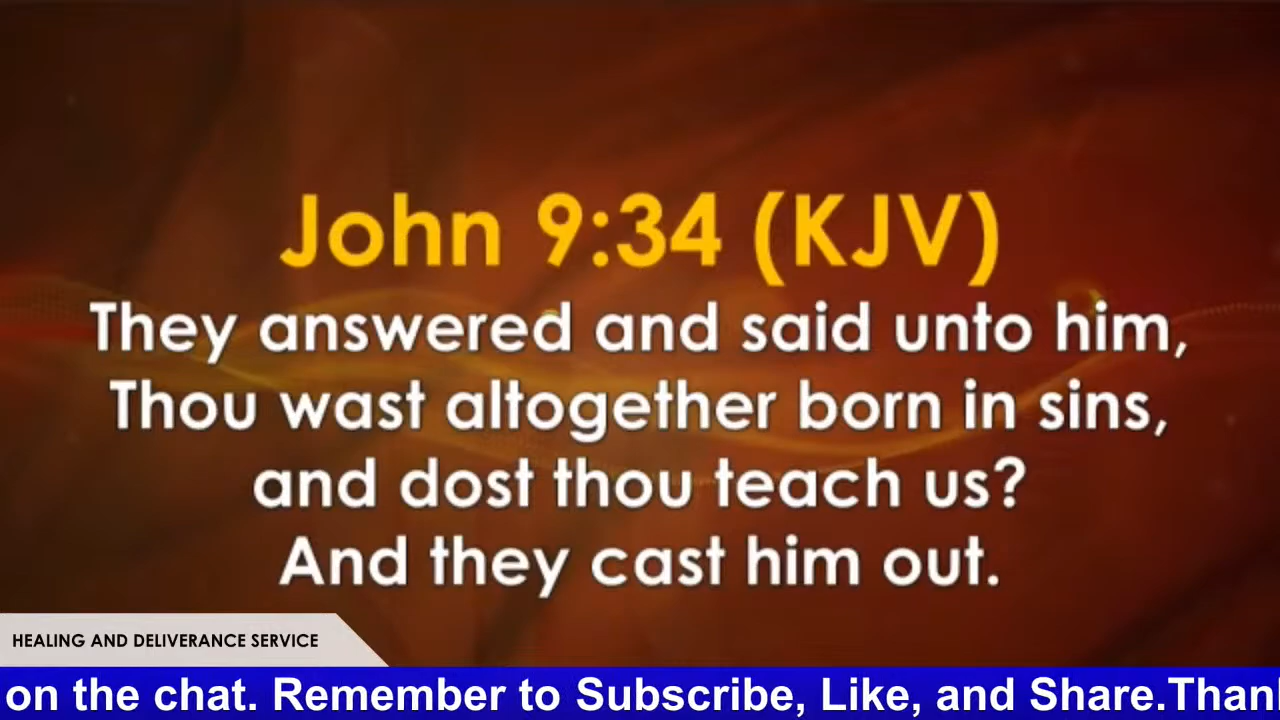 John 9:34 (KJV)
They answered and said unto him,
Thou wast altogether born in sins,
and dost thou teach us?
And they cast him out.
HEALING AND DELIVERANCE SERVICE
on the chat. Remember to Subscribe, Like, and Share.Than